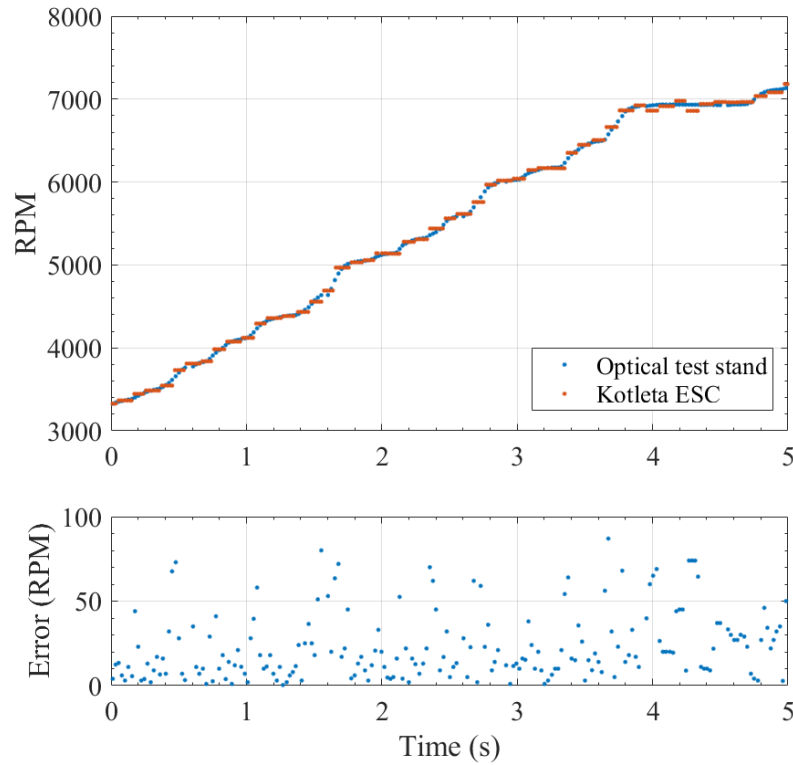 8000
7000
6000
5000
4000
3000
RPM
Optical test stand
Kotleta ESC
0 1 2 3 4 5
100
50
0
Error (RPM)
0 1 2 3 4 5
Time (s)